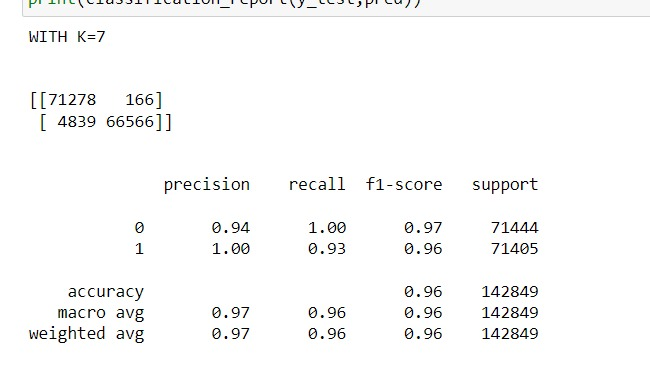 print(classification_report(y_test,pred))
WITH K=7
[[71278   166]
 [ 4839 66566]]
              precision    recall  f1-score   support
           0       0.94      1.00      0.97     71444
           1       1.00      0.93      0.96     71405
    accuracy                           0.96    142849
   macro avg       0.97      0.96      0.96    142849
weighted avg       0.97      0.96      0.96    142849